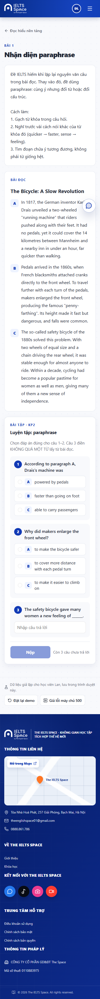 IELTS
Space
by The English Space
DL
← Đọc hiểu nền tảng
BÀI 1
Nhận diện paraphrase
Đề IELTS hiếm khi lặp lại nguyên văn câu
trong bài đọc. Thay vào đó, đề dùng
paraphrase: cùng ý nhưng đổi từ hoặc đổi
cấu trúc.
Cách làm:
1. Gạch từ khóa trong câu hỏi.
2. Nghĩ trước vài cách nói khác của từ
khóa đó (quicker → faster, sense →
feeling).
3. Tìm đoạn chứa ý tương đương, không
phải từ giống hệt.
BÀI ĐỌC
The Bicycle: A Slow Revolution
A
In 1817, the German inventor Karl
Drais unveiled a two-wheeled
"running machine" that riders
pushed along with their feet. It had
no pedals, yet it could cover the 14
kilometres between Mannheim and
a nearby inn in under an hour, far
quicker than walking.
B
Pedals arrived in the 1860s, when
French blacksmiths attached cranks
directly to the front wheel. To travel
further with each turn of the pedals,
makers enlarged the front wheel,
producing the famous "penny-
farthing". Its height made it fast but
dangerous, and falls were common.
C
The so-called safety bicycle of the
1880s solved this problem. With
two wheels of equal size and a
chain driving the rear wheel, it was
stable enough for almost anyone to
ride. Within a decade, cycling had
become a popular pastime for
women as well as men, giving many
of them a new sense of
independence.
BÀI TẬP · KP2
Luyện tập: paraphrase
Chọn đáp án đúng cho câu 1–2. Câu 3 điền
KHÔNG QUÁ MỘT TỪ lấy từ bài đọc.
1 According to paragraph A,
Drais's machine was
A powered by pedals
B faster than going on foot
C able to carry passengers
2 Why did makers enlarge the
front wheel?
A to make the bicycle safer
B to cover more distance
with each pedal turn
C to make it easier to climb
on
3 The safety bicycle gave many
women a new feeling of ______.
Nhập câu trả lời
Nộp
Còn 3 câu chưa trả lời
Dữ liệu giả lập cho học viên Lan, lưu trong trình duyệt
này.
Đặt lại demo
Giả lỗi máy chủ 500
IELTS
Space
by The English Space
THE IELTS SPACE - KHÔNG GIAN HỌC TẬP
TÍCH HỢP THẾ HỆ MỚI
THÔNG TIN LIÊN HỆ
Mở trong Maps
The IELTS Space
Tòa Nhà Hoà Phát, 257 Giải Phóng, Bạch Mai, Hà Nội
theenglishspace01@gmail.com
0888.861.786
VỀ THE IELTS SPACE
Giới thiệu
Khóa học
KẾT NỐI VỚI THE IELTS SPACE
TRUNG TÂM HỖ TRỢ
Điều khoản sử dụng
Chính sách bảo mật
Chính sách bản quyền
THÔNG TIN PHÁP LÝ
CÔNG TY CỔ PHẦN GD&ĐT The Space
Mã số thuế: 0110883975
© 2026 The IELTS Space. All rights reserved.